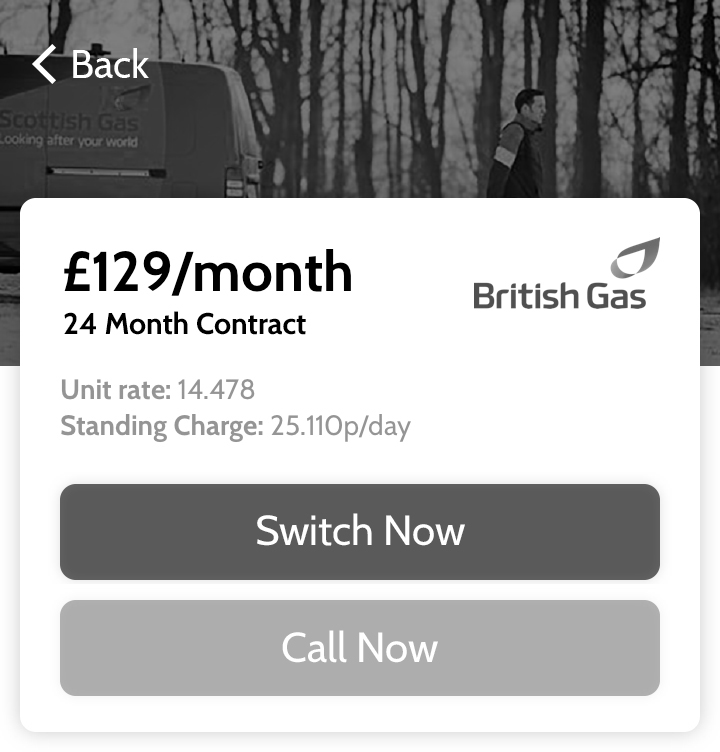 Back
Scottish Gas
Looking after your world
£129/month
British Gas
24 Month Contract
Unit rate: 14.478
Standing Charge: 25.110p/day
Switch Now
Call Now